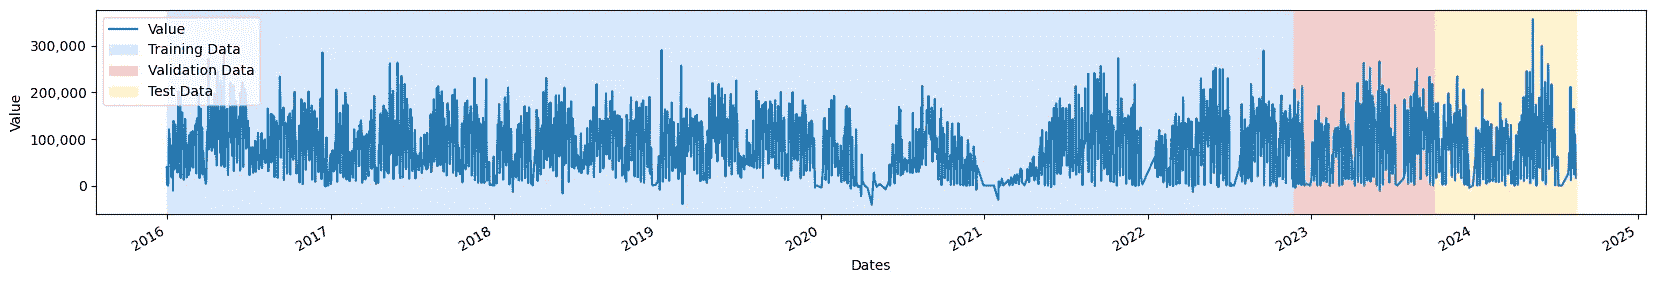 Value
Training Data
Validation Data
Test Data
300,000
200,000
100,000
0
Value
2016
2017
2018
2019
2020
2021
2022
2023
2024
2025
Dates